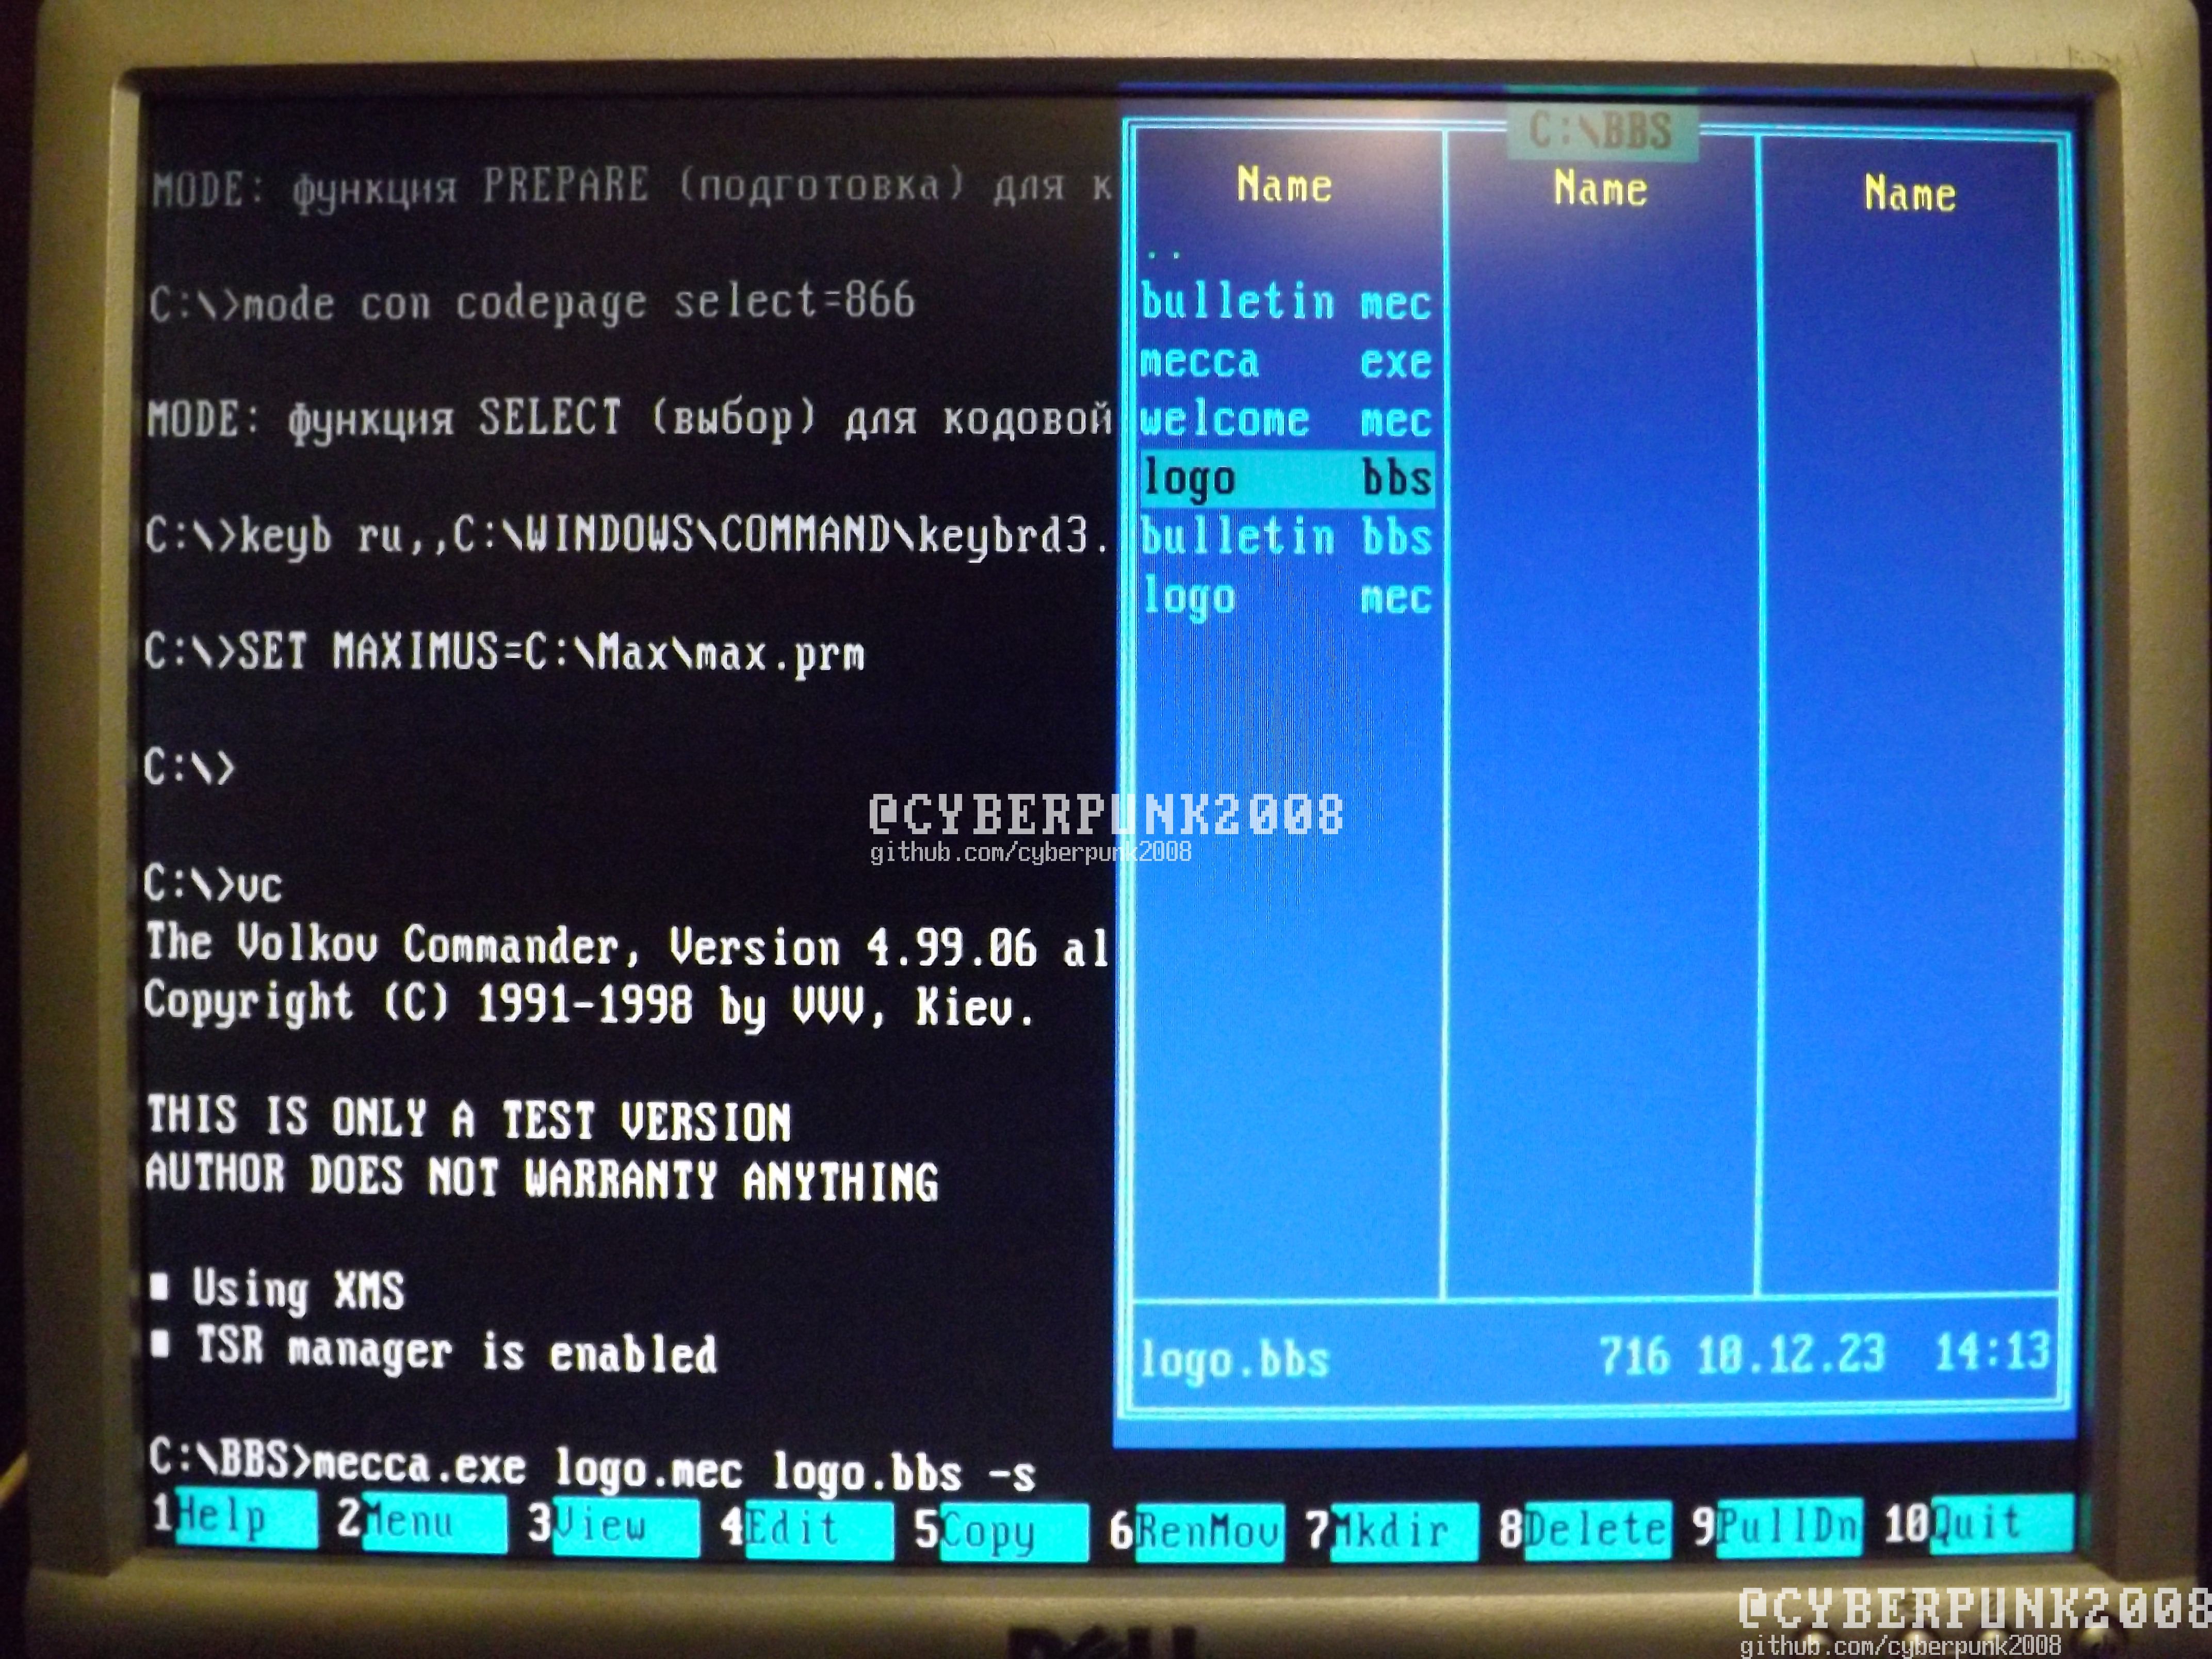 MODE: функция PREPARE (подготовка) для к
C:\>mode con codepage select=866
MODE: функция SELECT (выбор) для кодовой
C:\>keyb ru,,C:\WINDOWS\COMMAND\keybrd3.
C:\>SET MAXIMUS=C:\Max\max.prm
C:\>
C:\>vc
The Volkov Commander, Version 4.99.06 al
Copyright (C) 1991-1998 by VVV, Kiev.
THIS IS ONLY A TEST VERSION
AUTHOR DOES NOT WARRANTY ANYTHING
■ Using XMS
■ TSR manager is enabled
C:\BBS>mecca.exe logo.mec logo.bbs -s
C:\BBS
Name Name Name
..
bulletin mec
mecca exe
welcome mec
logo bbs
bulletin bbs
logo mec
logo.bbs 716 10.12.23 14:13
1Help 2Menu 3View 4Edit 5Copy 6RenMov 7Mkdir 8Delete 9PullDn 10Quit
@CYBERPUNK2008
github.com/cyberpunk2008
DELL
@CYBERPUNK2008
github.com/cyberpunk2008